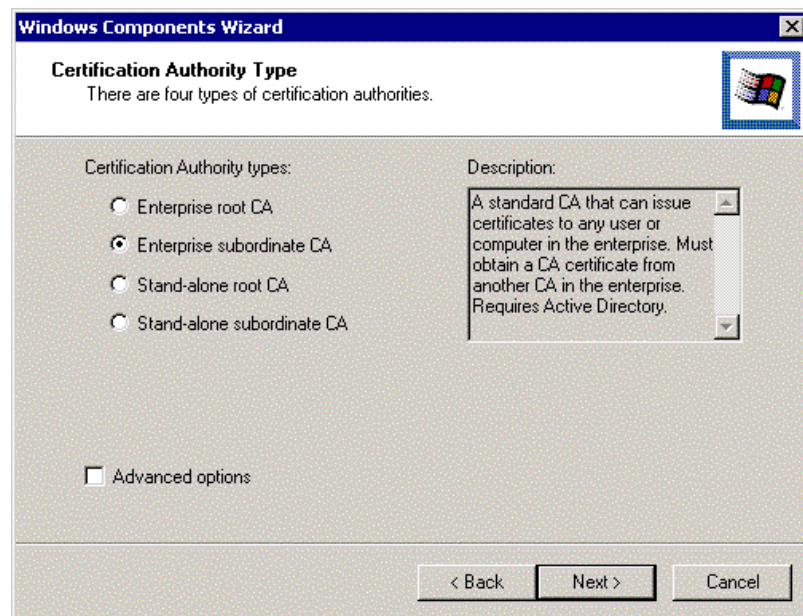 Windows Components Wizard
Certification Authority Type
There are four types of certification authorities.
Certification Authority types:
Enterprise root CA
Enterprise subordinate CA
Stand-alone root CA
Stand-alone subordinate CA
Description:
A standard CA that can issue
certificates to any user or
computer in the enterprise. Must
obtain a CA certificate from
another CA in the enterprise.
Requires Active Directory.
Advanced options
< Back
Next >
Cancel